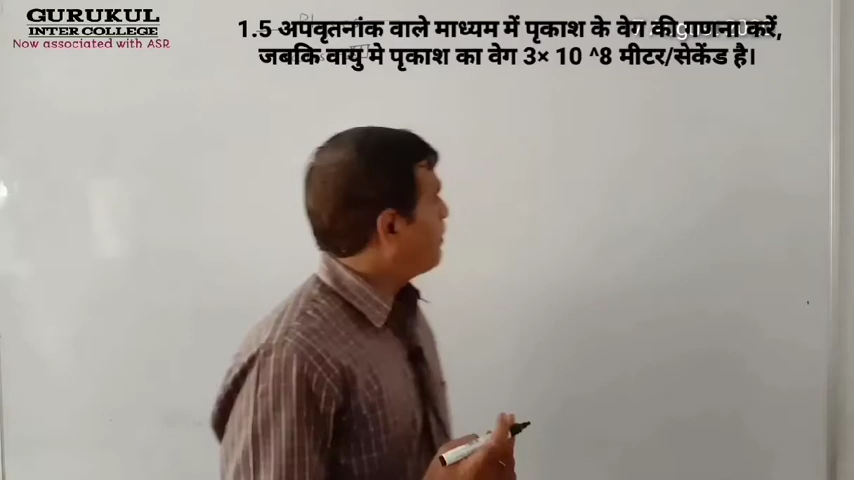 GURUKUL
INTER COLLEGE
Now associated with ASR
1.5 अपवृतनांक वाले माध्यम में पृकाश के वेग की गणना करें,
जबकि वायु मे पृकाश का वेग 3× 10 ^8 मीटर/सेकेंड है।